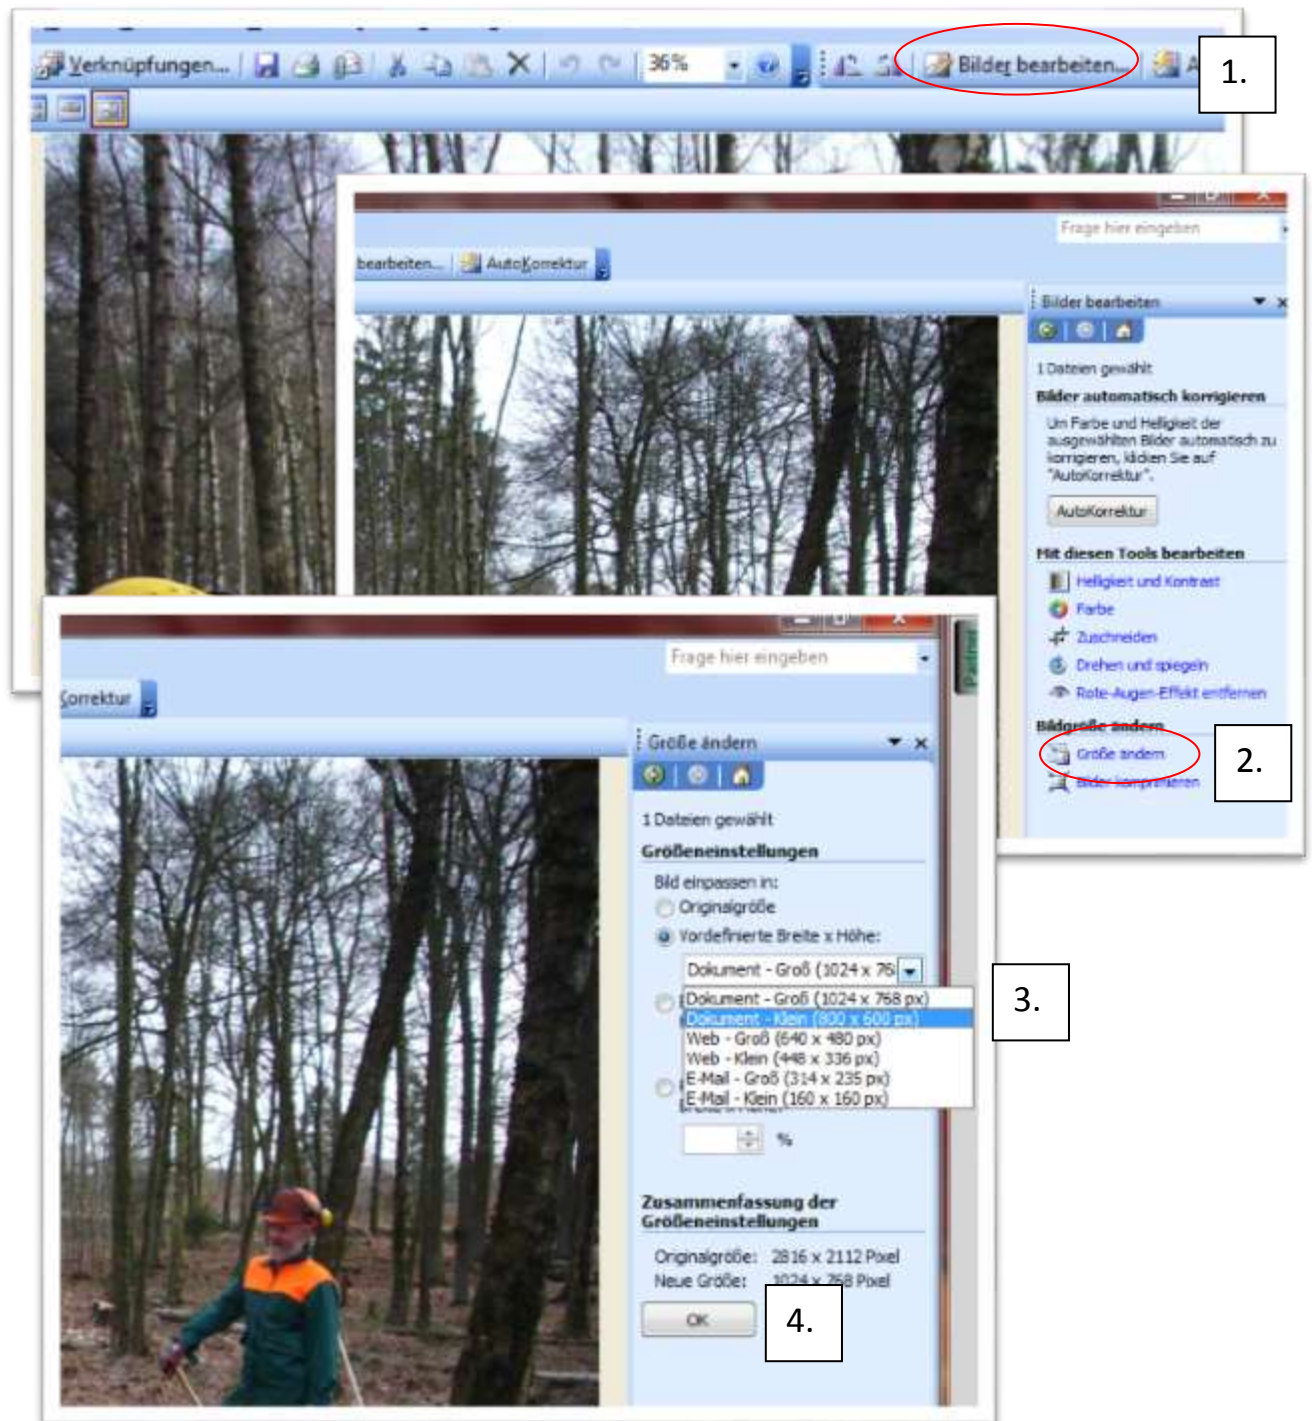 Verknüpfungen...
36%
Bilder bearbeiten...
A
1.
Frage hier eingeben
bearbeiten...
AutoKorrektur
Bilder bearbeiten
1 Dateien gewählt
Bilder automatisch korrigieren
Um Farbe und Helligkeit der
ausgewählten Bilder automatisch zu
korrigieren, klicken Sie auf
"AutoKorrektur".
AutoKorrektur
Mit diesen Tools bearbeiten
Helligkeit und Kontrast
Farbe
Zuschneiden
Drehen und spiegeln
Rote-Augen-Effekt entfernen
Bildgröße ändern
Größe ändern
Bilder komprimieren
2.
Frage hier eingeben
Partner
Korrektur
Größe ändern
1 Dateien gewählt
Größeneinstellungen
Bild einpassen in:
Originalgröße
Vordefinierte Breite x Höhe:
Dokument - Groß (1024 x 76
Dokument - Groß (1024 x 768 px)
Dokument - Klein (800 x 600 px)
Web - Groß (640 x 480 px)
Web - Klein (448 x 336 px)
E-Mail - Groß (314 x 235 px)
E-Mail - Klein (160 x 160 px)
3.
%
Zusammenfassung der
Größeneinstellungen
Originalgröße: 2816 x 2112 Pixel
Neue Größe: 1024 x 768 Pixel
OK
4.